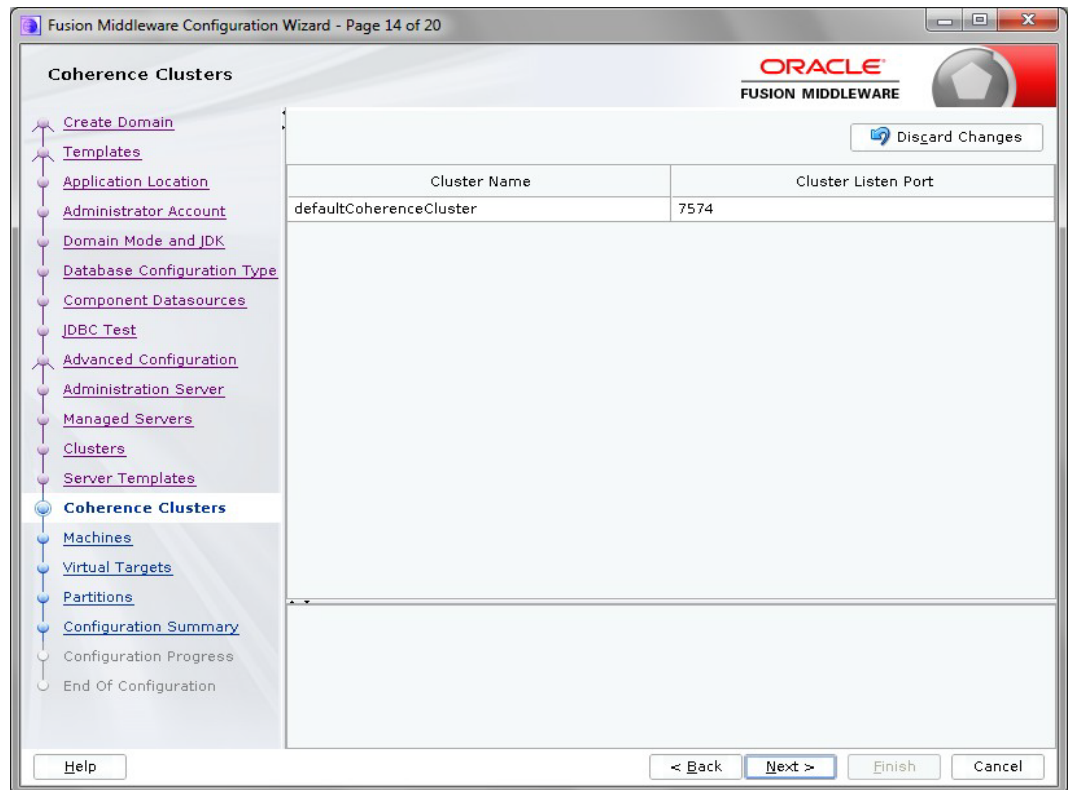 Fusion Middleware Configuration Wizard - Page 14 of 20
Coherence Clusters
ORACLE
FUSION MIDDLEWARE
Create Domain
Templates
Application Location
Administrator Account
Domain Mode and JDK
Database Configuration Type
Component Datasources
JDBC Test
Advanced Configuration
Administration Server
Managed Servers
Clusters
Server Templates
Coherence Clusters
Machines
Virtual Targets
Partitions
Configuration Summary
Configuration Progress
End Of Configuration
Discard Changes
Cluster Name Cluster Listen Port
defaultCoherenceCluster 7574
Help < Back Next > Finish Cancel